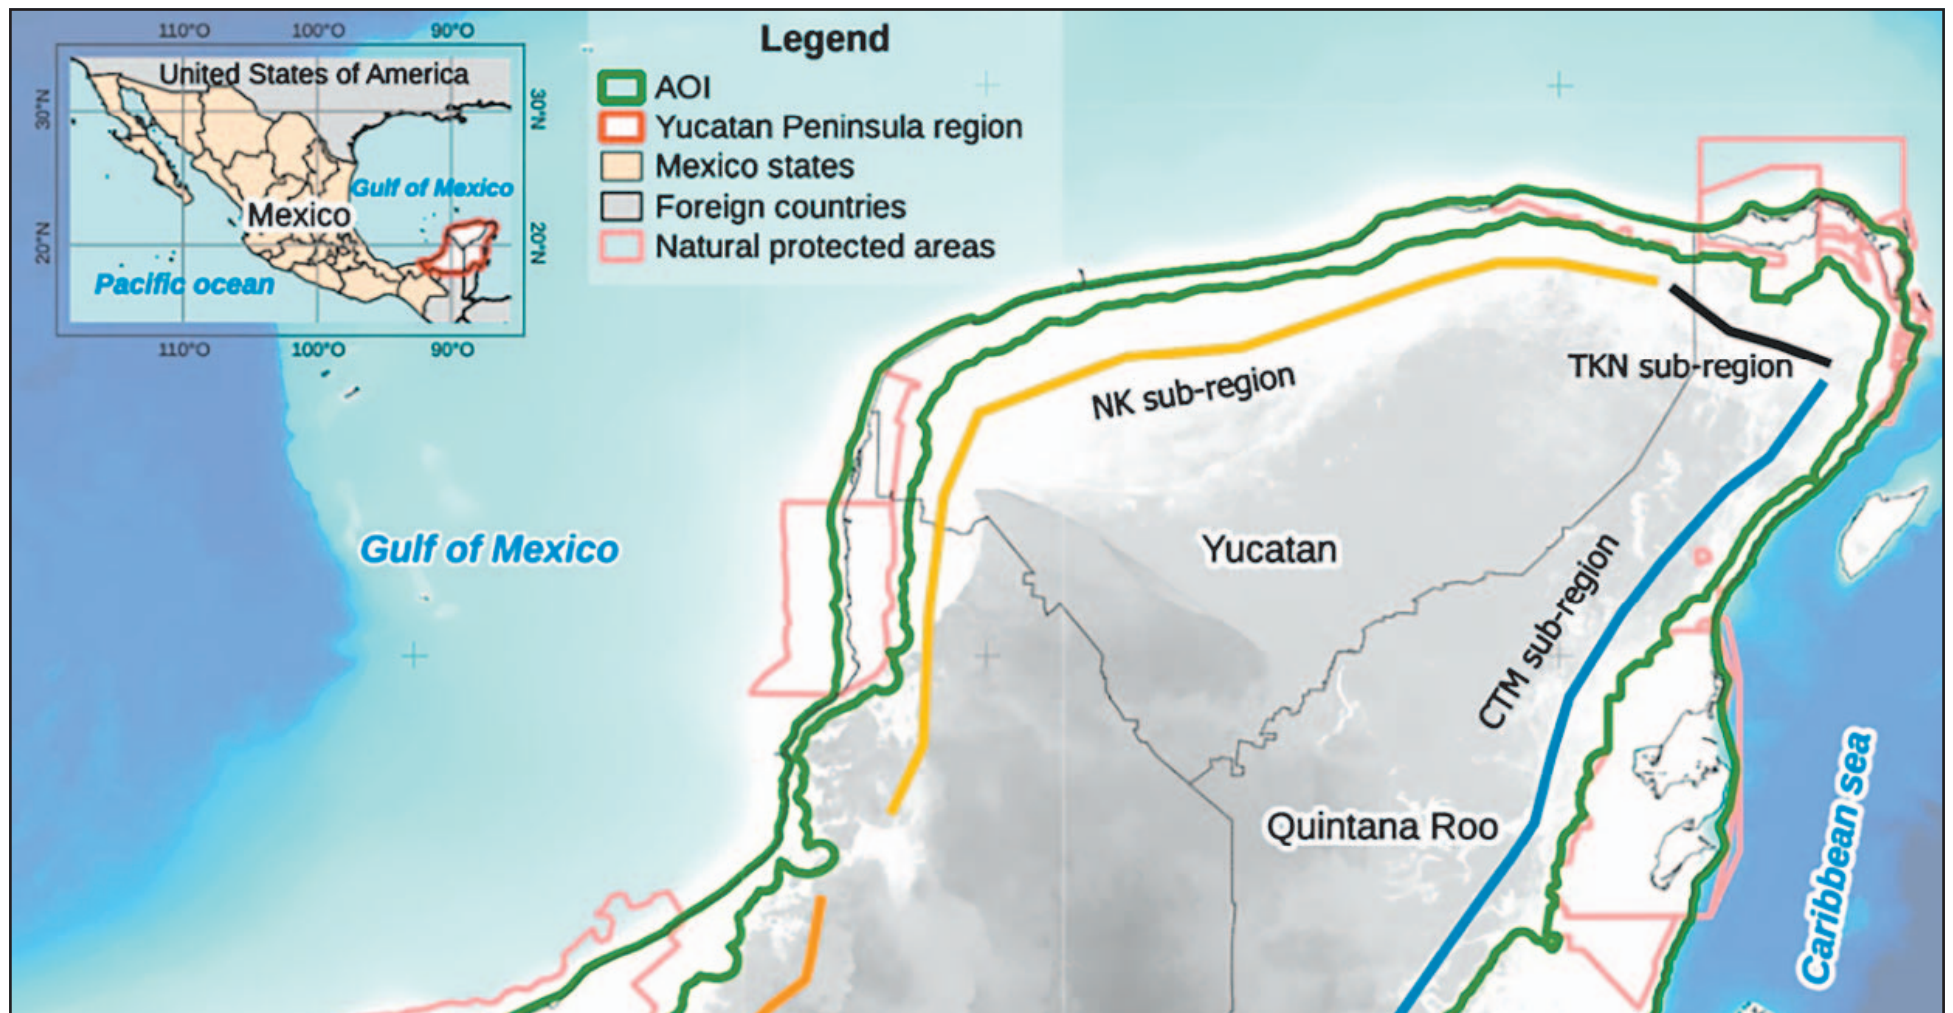 110°O 100°O 90°O
United States of America
30°N 30°N
Gulf of Mexico
Mexico
20°N 20°N
Pacific ocean
110°O 100°O 90°O
Legend
AOI
Yucatan Peninsula region
Mexico states
Foreign countries
Natural protected areas
TKN sub-region
NK sub-region
Gulf of Mexico
Yucatan
CTM sub-region
Quintana Roo
Caribbean sea